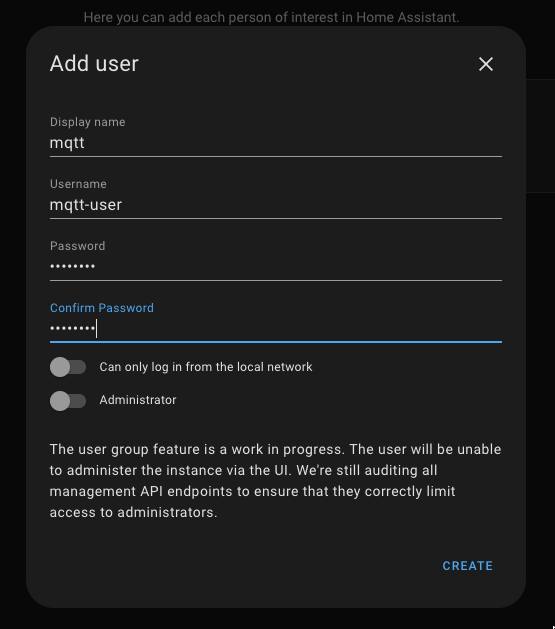 Here you can add each person of interest in Home Assistant.
Add user
Display name
mqtt
Username
mqtt-user
Password
••••••••
Confirm Password
••••••••
Can only log in from the local network
Administrator
The user group feature is a work in progress. The user will be unable
to administer the instance via the UI. We're still auditing all
management API endpoints to ensure that they correctly limit
access to administrators.
CREATE